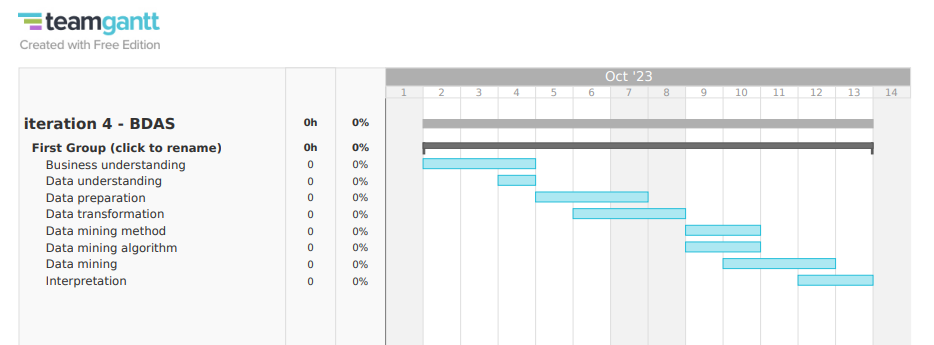 teamgantt
Created with Free Edition
Oct '23
1 2 3 4 5 6 7 8 9 10 11 12 13 14
iteration 4 - BDAS 0h 0%
First Group (click to rename) 0h 0%
Business understanding 0 0%
Data understanding 0 0%
Data preparation 0 0%
Data transformation 0 0%
Data mining method 0 0%
Data mining algorithm 0 0%
Data mining 0 0%
Interpretation 0 0%